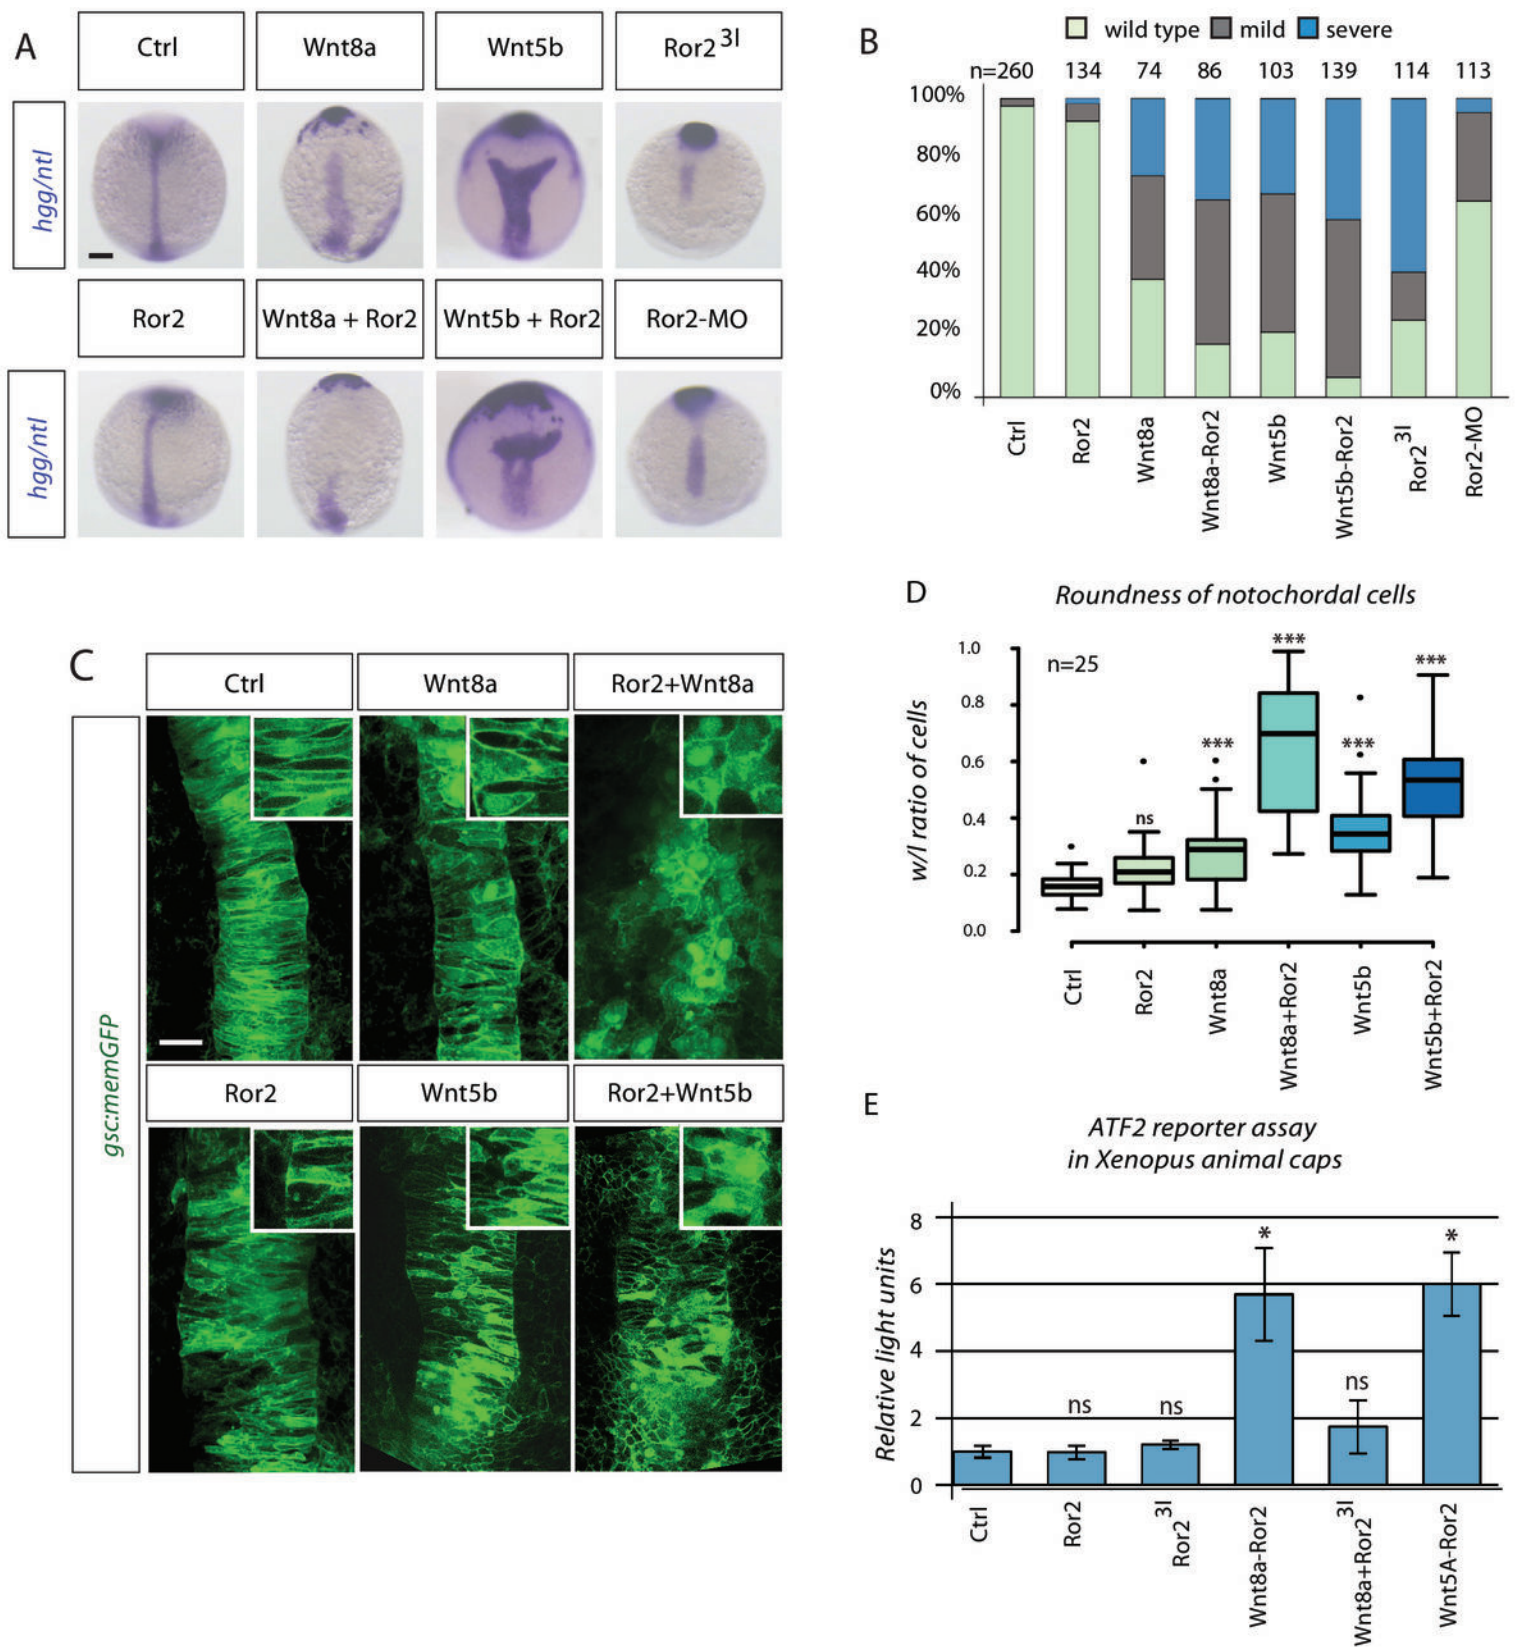 A
Ctrl
Wnt8a
Wnt5b
Ror2 3I
hgg/ntl
Ror2
Wnt8a + Ror2
Wnt5b + Ror2
Ror2-MO
hgg/ntl
B
wild type
mild
severe
n=260 134 74 86 103 139 114 113
100%
80%
60%
40%
20%
0%
Ctrl
Ror2
Wnt8a
Wnt8a-Ror2
Wnt5b
Wnt5b-Ror2
Ror2 3I
Ror2-MO
C
Ctrl
Wnt8a
Ror2+Wnt8a
gsc:memGFP
Ror2
Wnt5b
Ror2+Wnt5b
D
Roundness of notochordal cells
n=25
w/l ratio of cells
1.0
0.8
0.6
0.4
0.2
0.0
ns
***
***
***
***
Ctrl
Ror2
Wnt8a
Wnt8a+Ror2
Wnt5b
Wnt5b+Ror2
E
ATF2 reporter assay
in Xenopus animal caps
Relative light units
8
6
4
2
0
ns
ns
*
ns
*
Ctrl
Ror2
Ror2 3I
Wnt8a-Ror2
Wnt8a+Ror2 3I
Wnt5A-Ror2